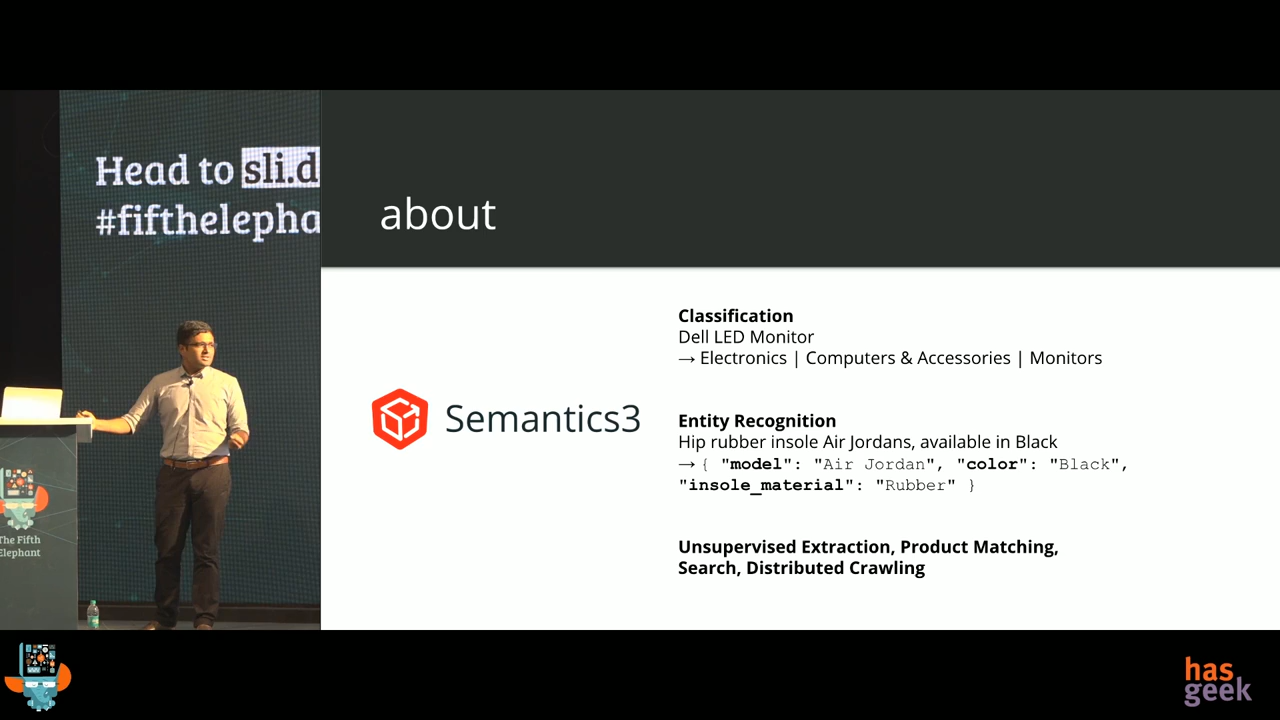 Head to sli.d
#fifthelepha
about
Classification
Dell LED Monitor
→ Electronics | Computers & Accessories | Monitors
Semantics3
Entity Recognition
Hip rubber insole Air Jordans, available in Black
→ { "model": "Air Jordan", "color": "Black",
"insole_material": "Rubber" }
Unsupervised Extraction, Product Matching,
Search, Distributed Crawling
The Fifth
Elephant
has
geek